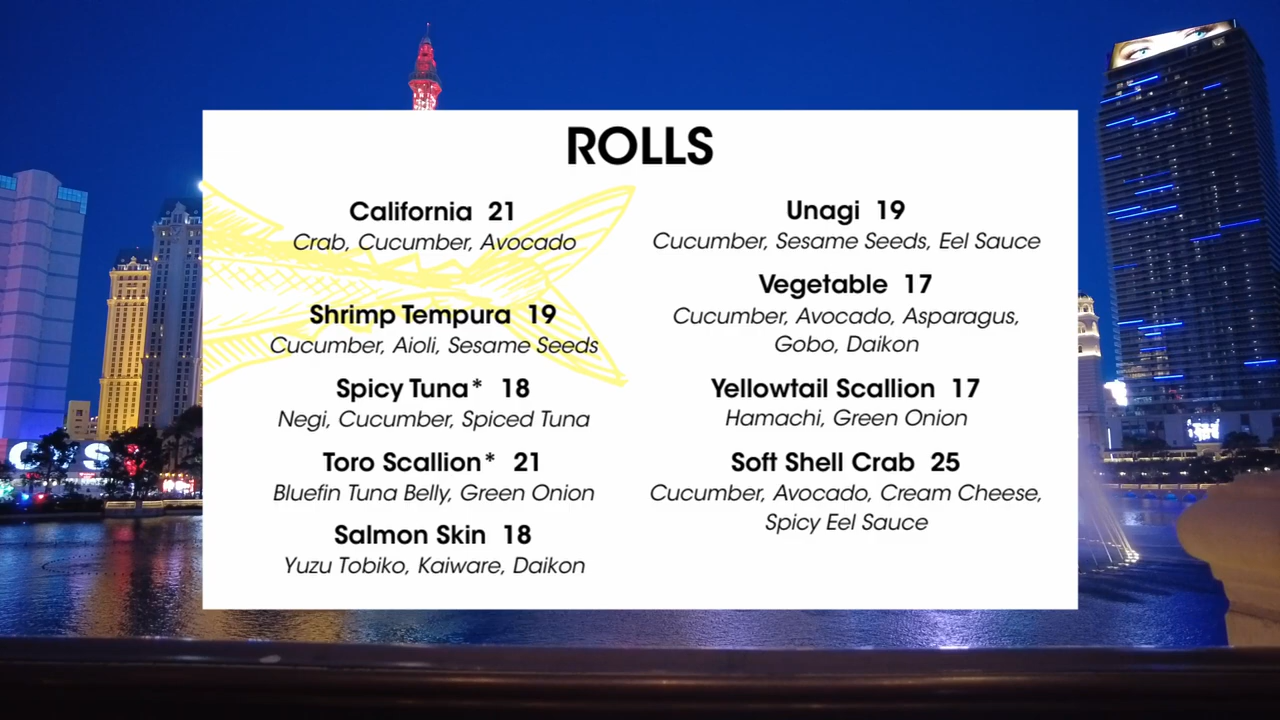 ROLLS
California 21
Crab, Cucumber, Avocado
Shrimp Tempura 19
Cucumber, Aioli, Sesame Seeds
Spicy Tuna* 18
Negi, Cucumber, Spiced Tuna
Toro Scallion* 21
Bluefin Tuna Belly, Green Onion
Salmon Skin 18
Yuzu Tobiko, Kaiware, Daikon
Unagi 19
Cucumber, Sesame Seeds, Eel Sauce
Vegetable 17
Cucumber, Avocado, Asparagus,
Gobo, Daikon
Yellowtail Scallion 17
Hamachi, Green Onion
Soft Shell Crab 25
Cucumber, Avocado, Cream Cheese,
Spicy Eel Sauce